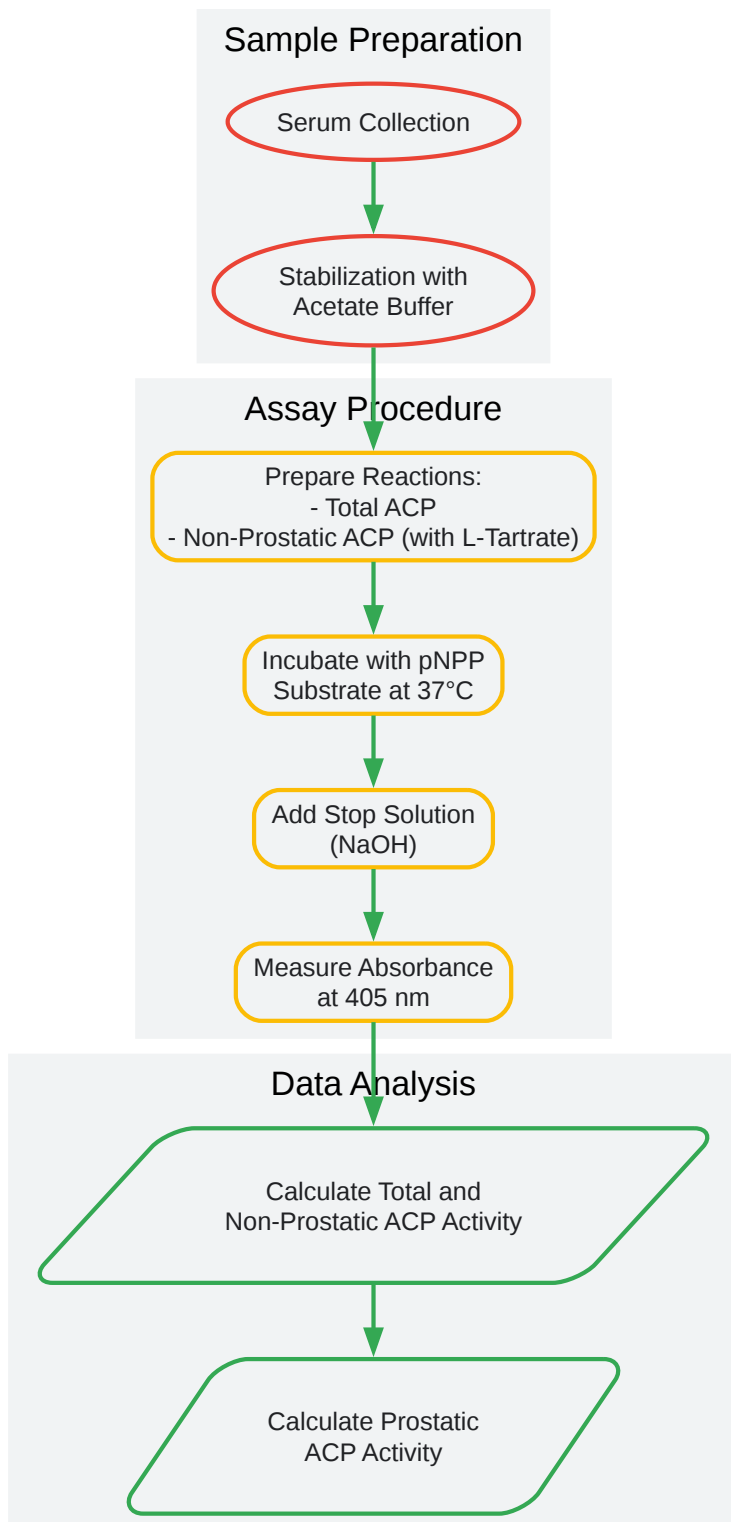 Sample Preparation
Serum Collection
Stabilization with
Acetate Buffer
Assay Procedure
Prepare Reactions:
- Total ACP
- Non-Prostatic ACP (with L-Tartrate)
Incubate with pNPP
Substrate at 37°C
Add Stop Solution
(NaOH)
Measure Absorbance
at 405 nm
Data Analysis
Calculate Total and
Non-Prostatic ACP Activity
Calculate Prostatic
ACP Activity